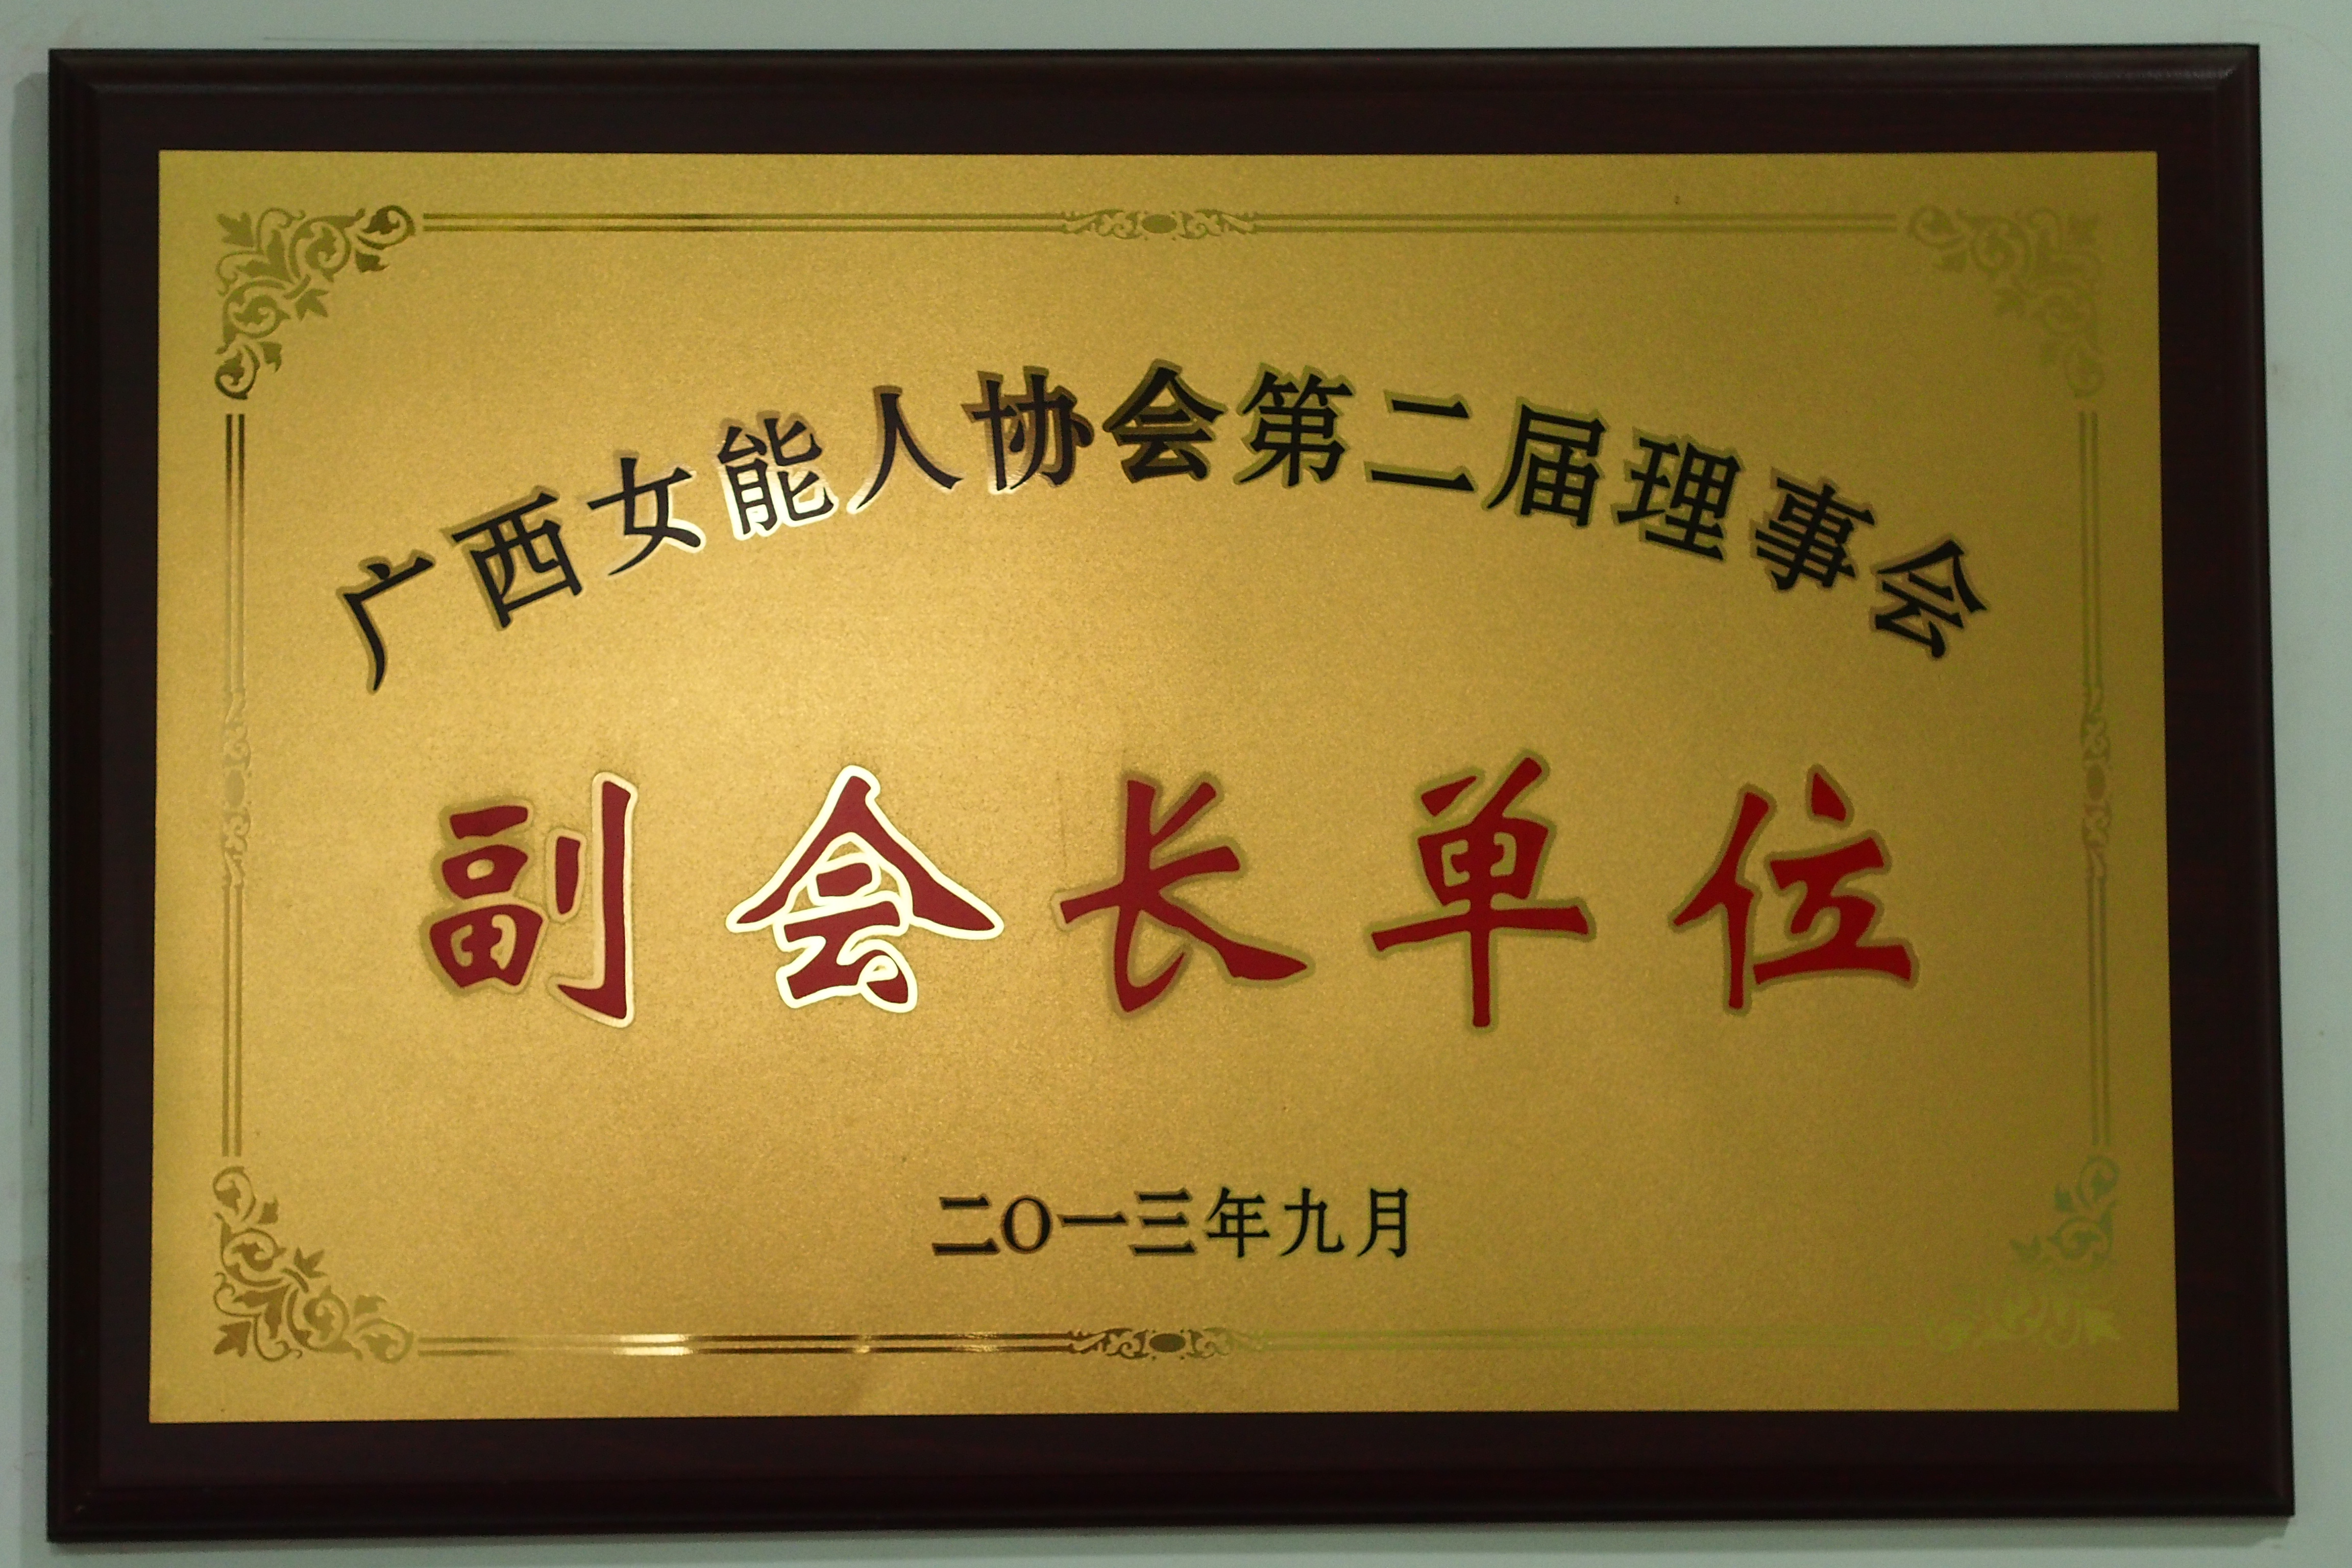 广西女能人协会第二届理事会
副会长单位
二〇一三年九月